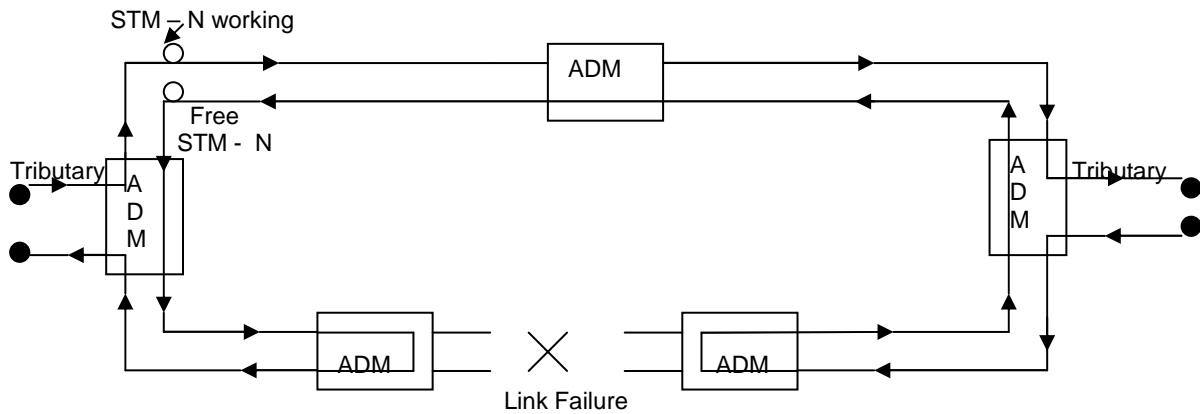 STM – N working
ADM
Free
STM - N
Tributary
A
D
M
A
D
M
Tributary
ADM
ADM
Link Failure